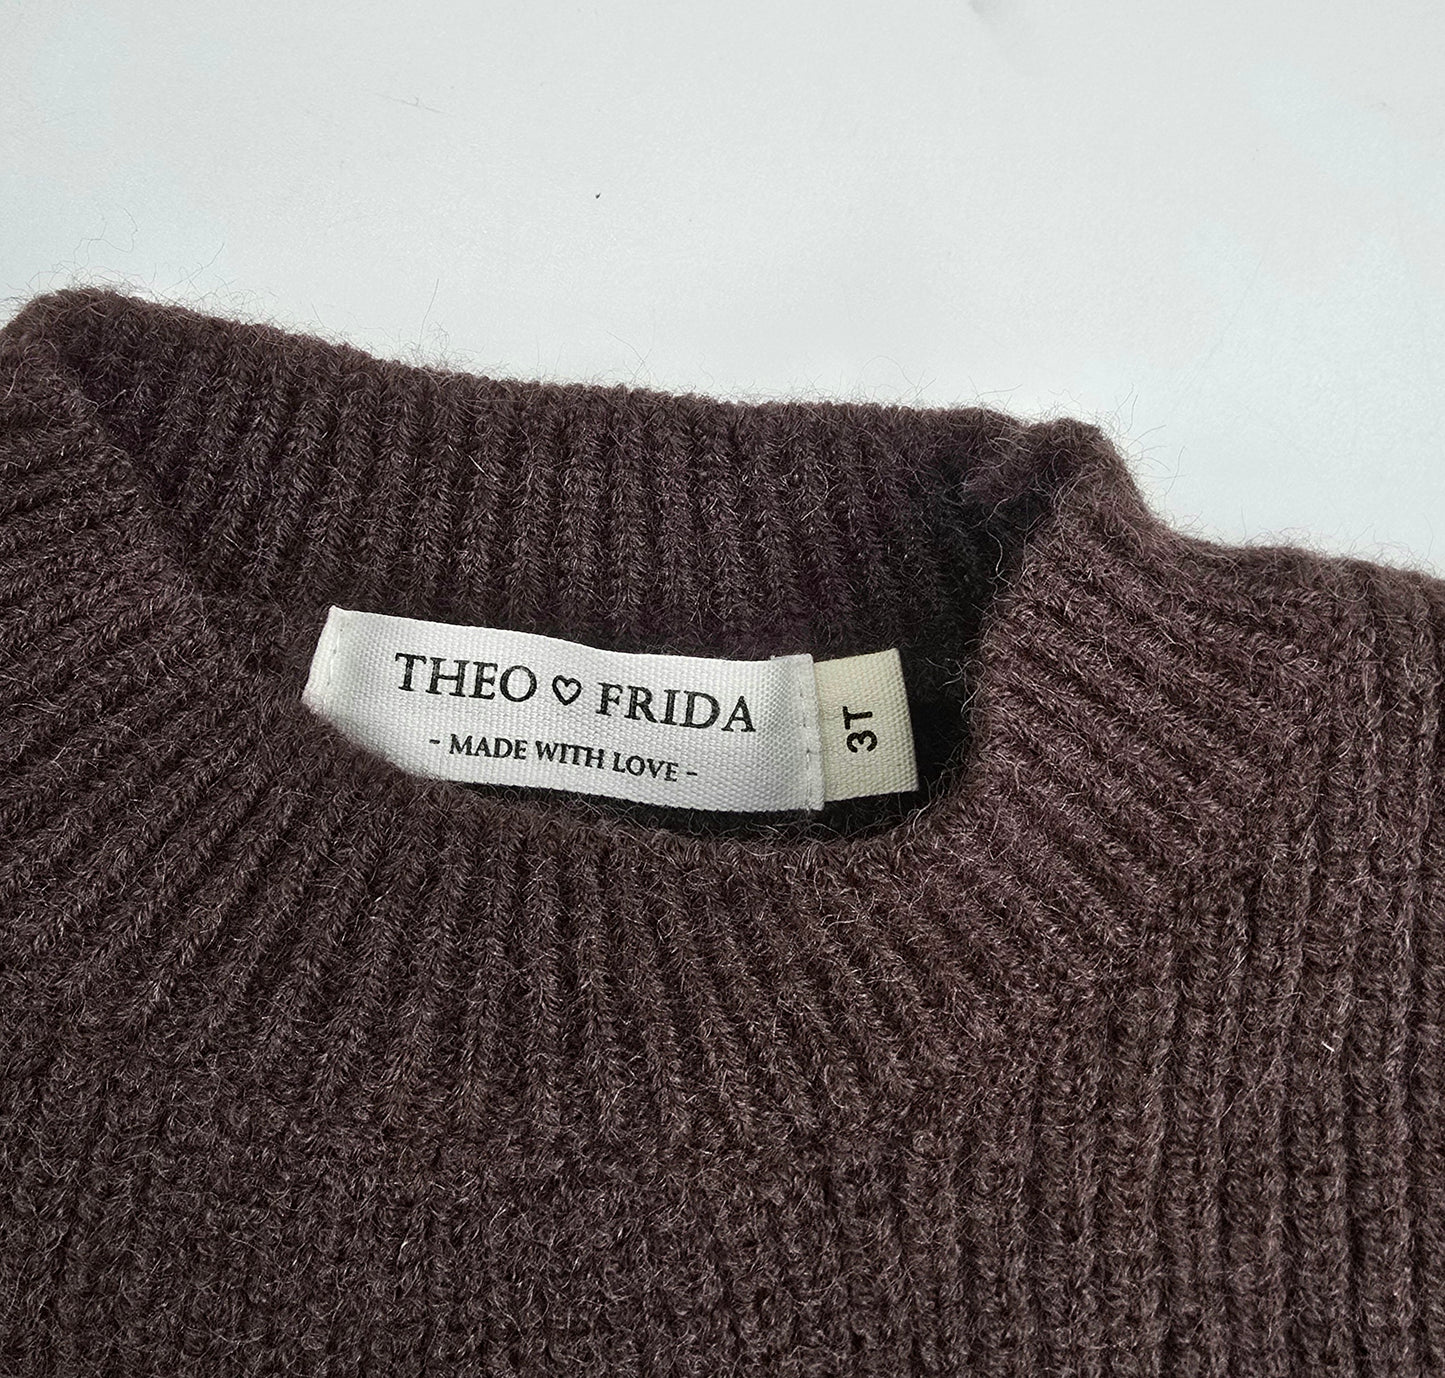 THEO ♡ FRIDA
- MADE WITH LOVE -
3T